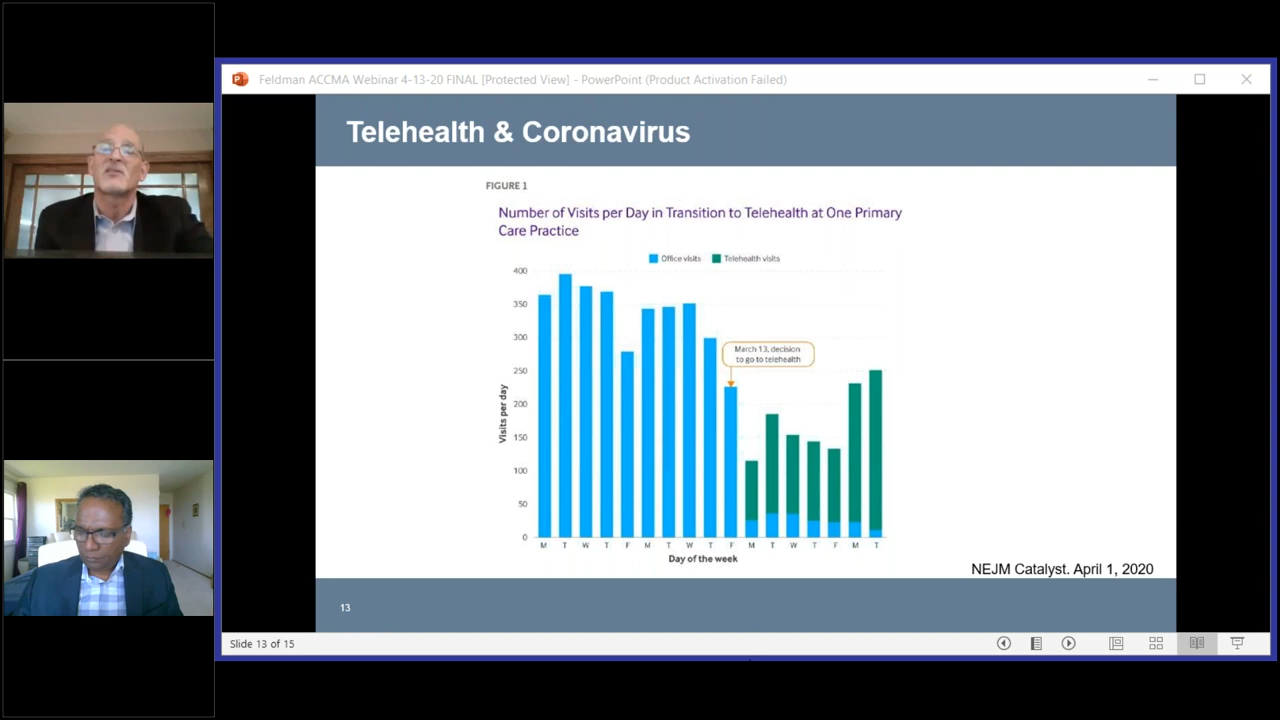 Feldman ACCMA Webinar 4-13-20 FINAL [Protected View] - PowerPoint (Product Activation Failed)
Telehealth & Coronavirus
FIGURE 1
Number of Visits per Day in Transition to Telehealth at One Primary
Care Practice
Office visits Telehealth visits
400
350
300
250
200
150
100
50
0
Visits per day
March 13, decision
to go to telehealth
M T W T F M T W T F M T W T F M T
Day of the week
NEJM Catalyst. April 1, 2020
13
Slide 13 of 15